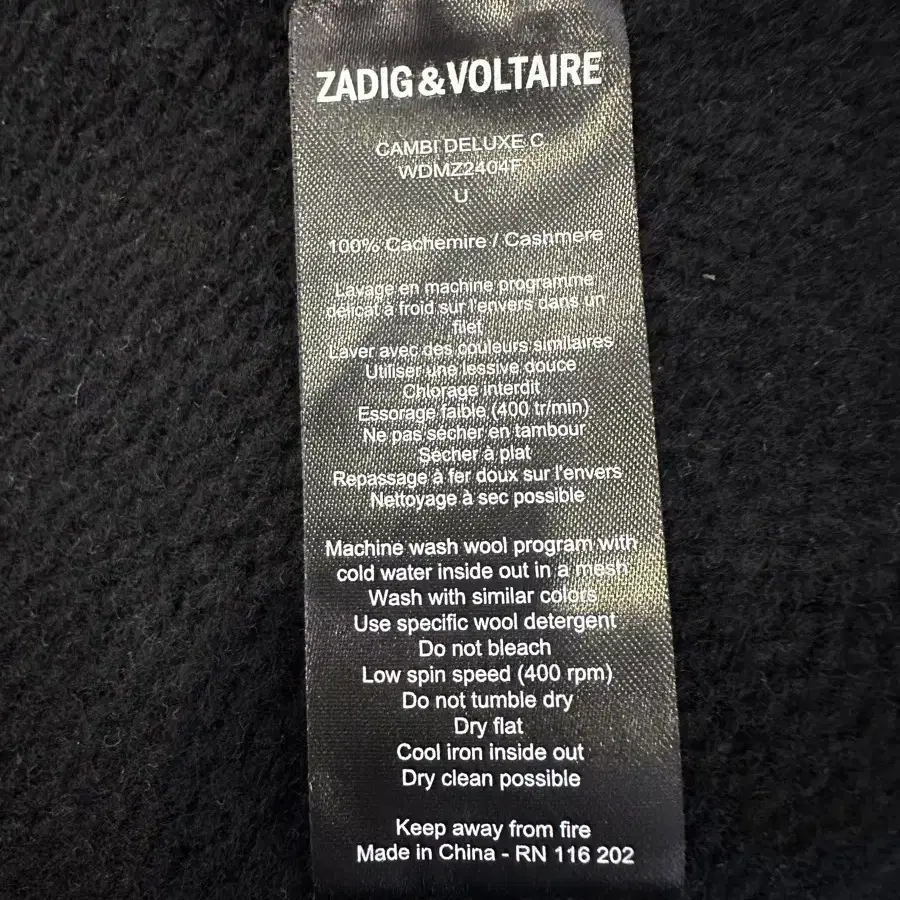 ZADIG&VOLTAIRE
CAMBI DELUXE C
WDMZ2404F
U
100% Cachemire / Cashmere
Lavage en machine programme
délicat à froid sur l'envers dans un
filet
Laver avec des couleurs similaires
Utiliser une lessive douce
Chlorage interdit
Essorage faible (400 tr/min)
Ne pas sécher en tambour
Sécher à plat
Repassage à fer doux sur l'envers
Nettoyage à sec possible
Machine wash wool program with
cold water inside out in a mesh
Wash with similar colors
Use specific wool detergent
Do not bleach
Low spin speed (400 rpm)
Do not tumble dry
Dry flat
Cool iron inside out
Dry clean possible
Keep away from fire
Made in China - RN 116 202